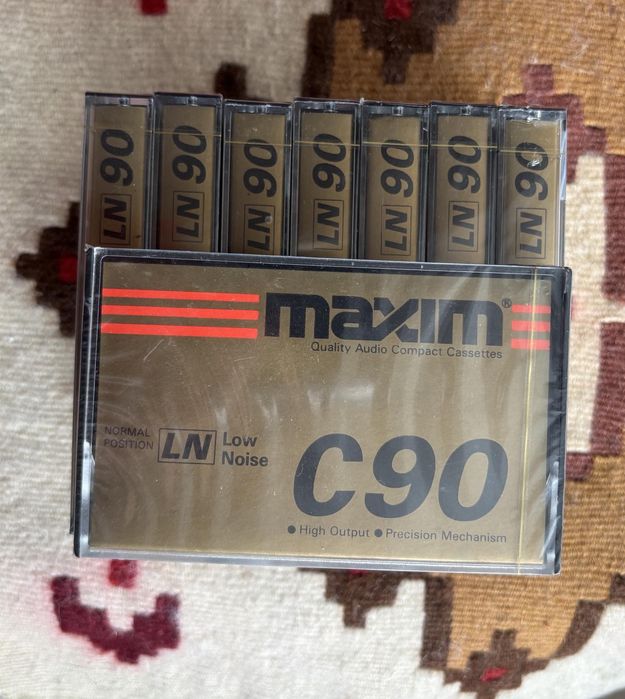 LN 90
LN 90
LN 90
LN 90
LN 90
LN 90
LN 90
maxim®
Quality Audio Compact Cassettes
NORMAL
POSITION
LN
Low
Noise
C90
● High Output ● Precision Mechanism